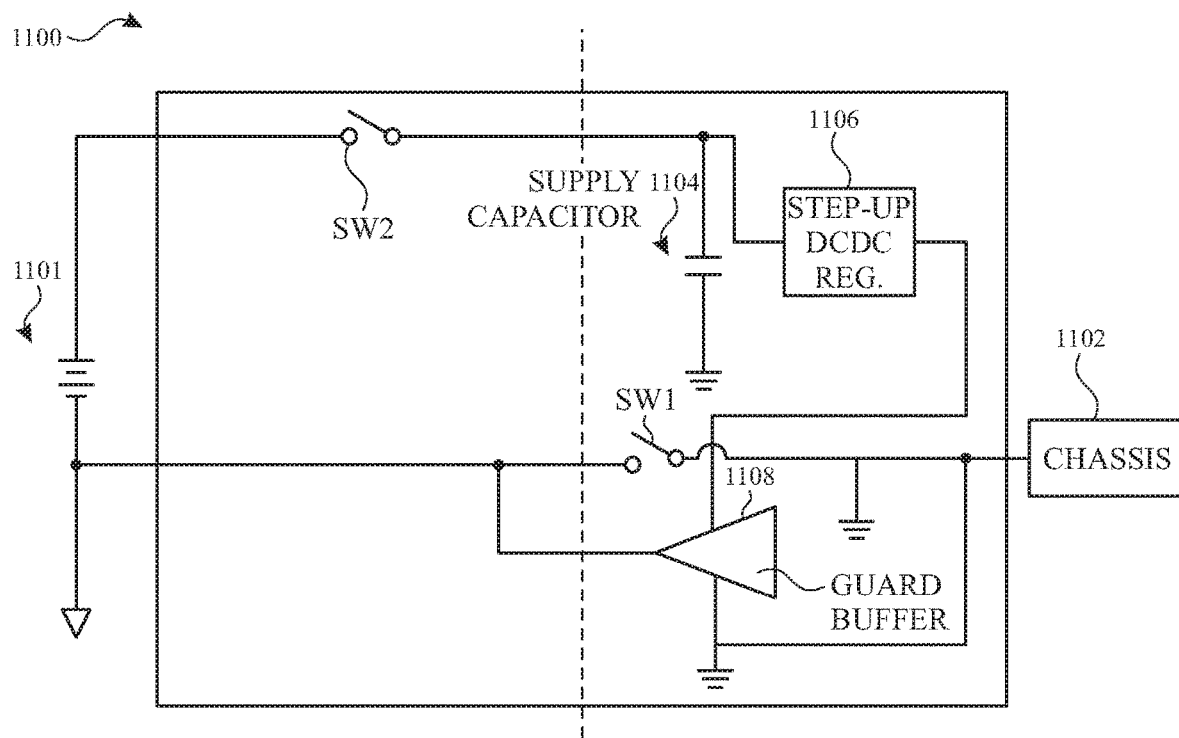 1100
1106
SUPPLY 1104
CAPACITOR
STEP-UP
DCDC
REG.
SW2
1101
1102
SW1
CHASSIS
1108
GUARD
BUFFER